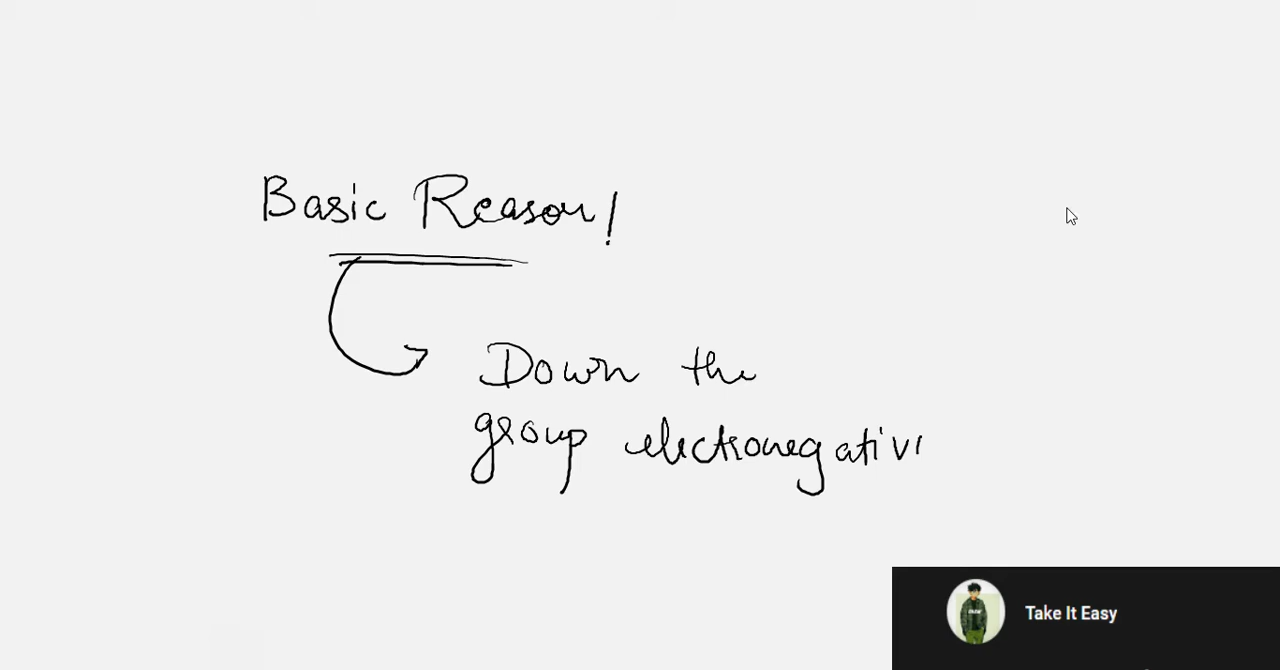 Basic Reason!
Down the
group electronegativi
Take It Easy